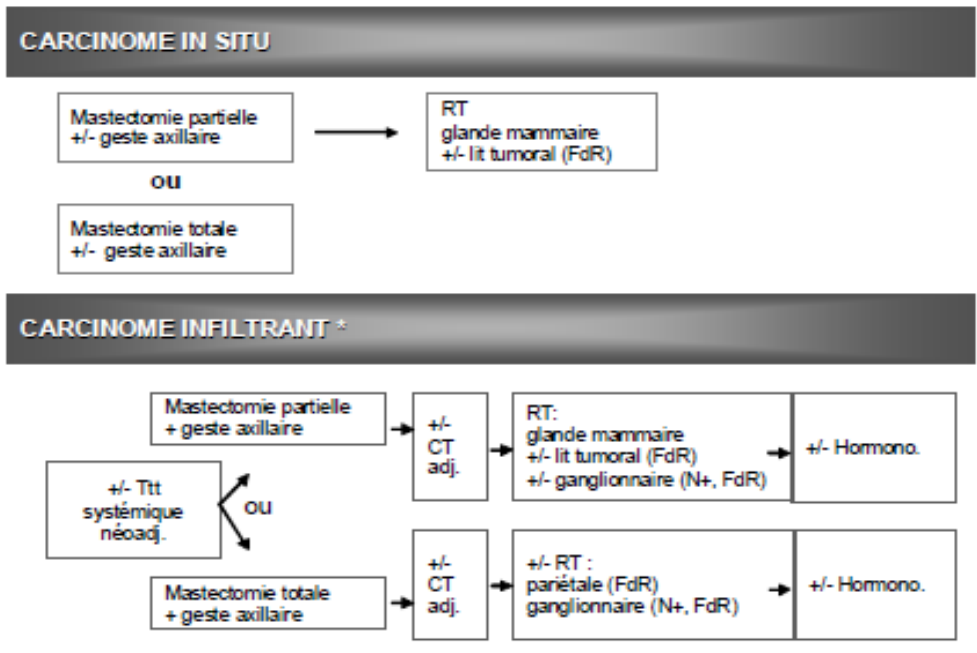 CARCINOME IN SITU
Mastectomie partielle
+/- geste axillaire
RT
glande mammaire
+/- lit tumoral (FdR)
ou
Mastectomie totale
+/- geste axillaire
CARCINOME INFILTRANT *
Mastectomie partielle
+ geste axillaire
+/-
CT
adj.
RT:
glande mammaire
+/- lit tumoral (FdR)
+/- ganglionnaire (N+, FdR)
+/- Hormono.
+/- Ttt
systémique
néoadj.
ou
Mastectomie totale
+ geste axillaire
+/-
CT
adj.
+/- RT :
pariétale (FdR)
ganglionnaire (N+, FdR)
+/- Hormono.